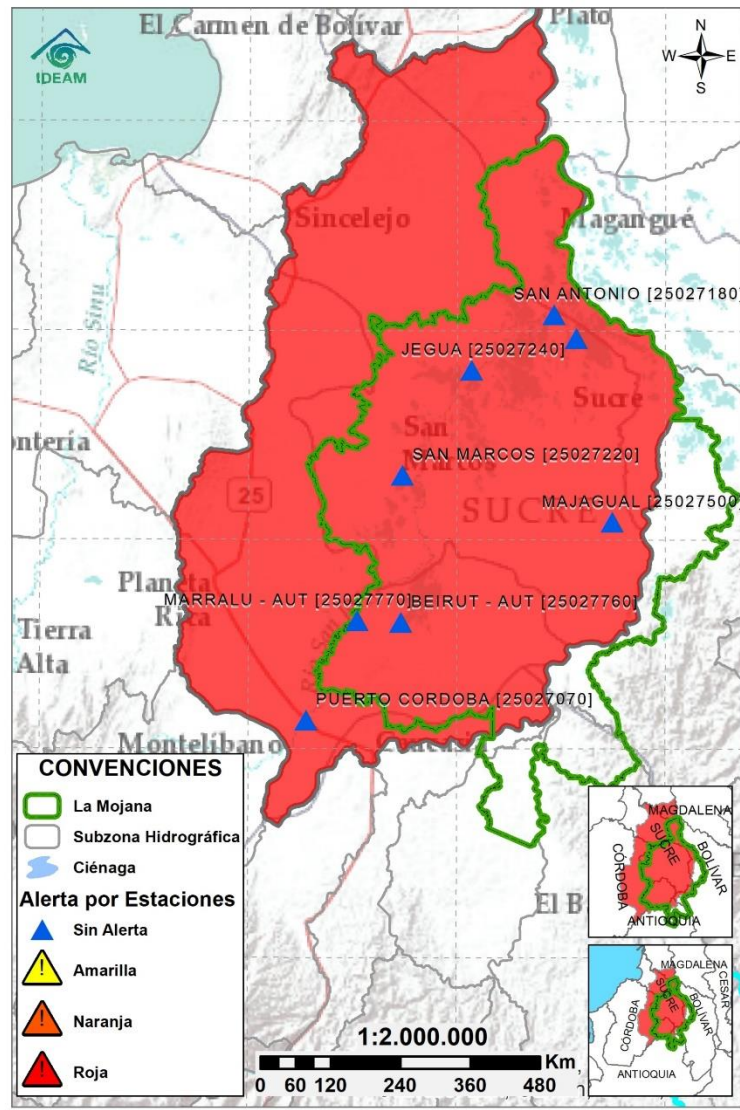 El Carmen de Bolívar
Plato
IDEAM
N
W E
S
Sincelejo
Magangué
Río Sinú
SAN ANTONIO [25027180]
JEGUA [25027240]
Sucre
ontería
San
Marcos
SAN MARCOS [25027220]
25
SUCRE
MAJAGUAL [25027500]
Planeta
Rica
MARRALU - AUT [25027770]
BEIRUT - AUT [25027760]
Tierra
Alta
PUERTO CORDOBA [25027070]
Montelíbano
CONVENCIONES
La Mojana
Subzona Hidrográfica
Ciénaga
Alerta por Estaciones
Sin Alerta
Amarilla
Naranja
Roja
El B
1:2.000.000
Km
0 60 120 240 360 480
MAGDALENA
SUCRE
BOLÍVAR
CÓRDOBA
ANTIOQUIA
MAGDALENA
CESAR
SUCRE
BOLÍVAR
CÓRDOBA
ANTIOQUIA